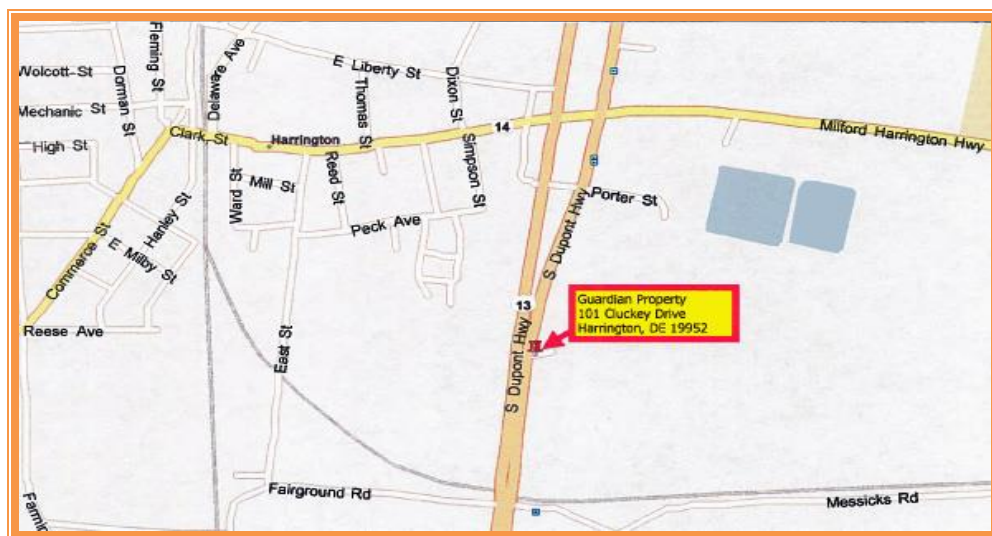 Fleming St
Delaware Ave
Wolcott St
Dorman St
E Liberty St
Thomas St
Dixon St
Mechanic St
Clark St
Harrington
14
Milford Harrington Hwy
High St
Ward St
Mill St
Reed St
Simpson St
Porter St
Peck Ave
Hanley St
E Milby St
Commerce St
S Dupont Hwy
Reese Ave
East St
13
S Dupont Hwy
Guardian Property
101 Cluckey Drive
Harrington, DE 19952
Fairground Rd
Messicks Rd
Farmin